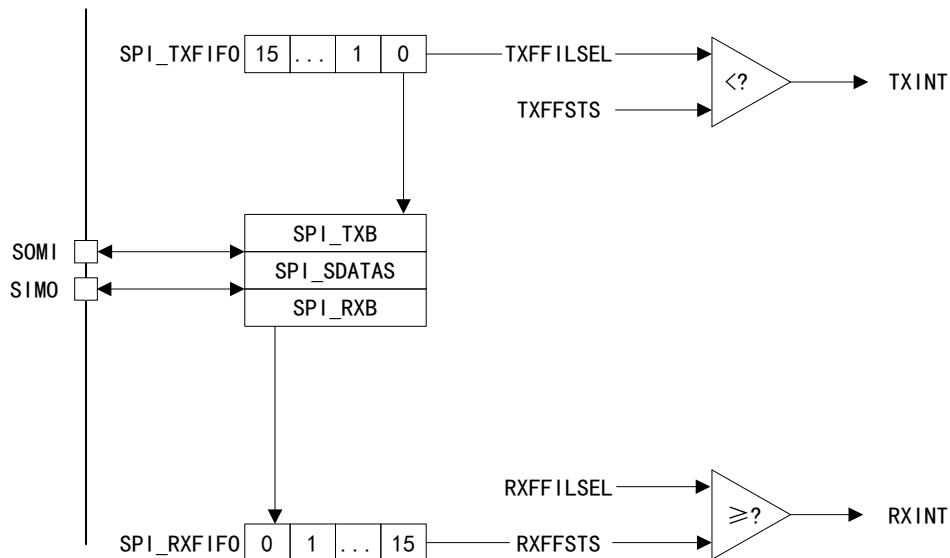 SPI_TXFIFO 15 ... 1 0 TXFFILSEL
<? TXINT
TXFFSTS
SPI_TXB
SOMI
SPI_SDATAS
SIMO
SPI_RXB
RXFFILSEL
≥? RXINT
SPI_RXFIFO 0 1 ... 15 RXFFSTS